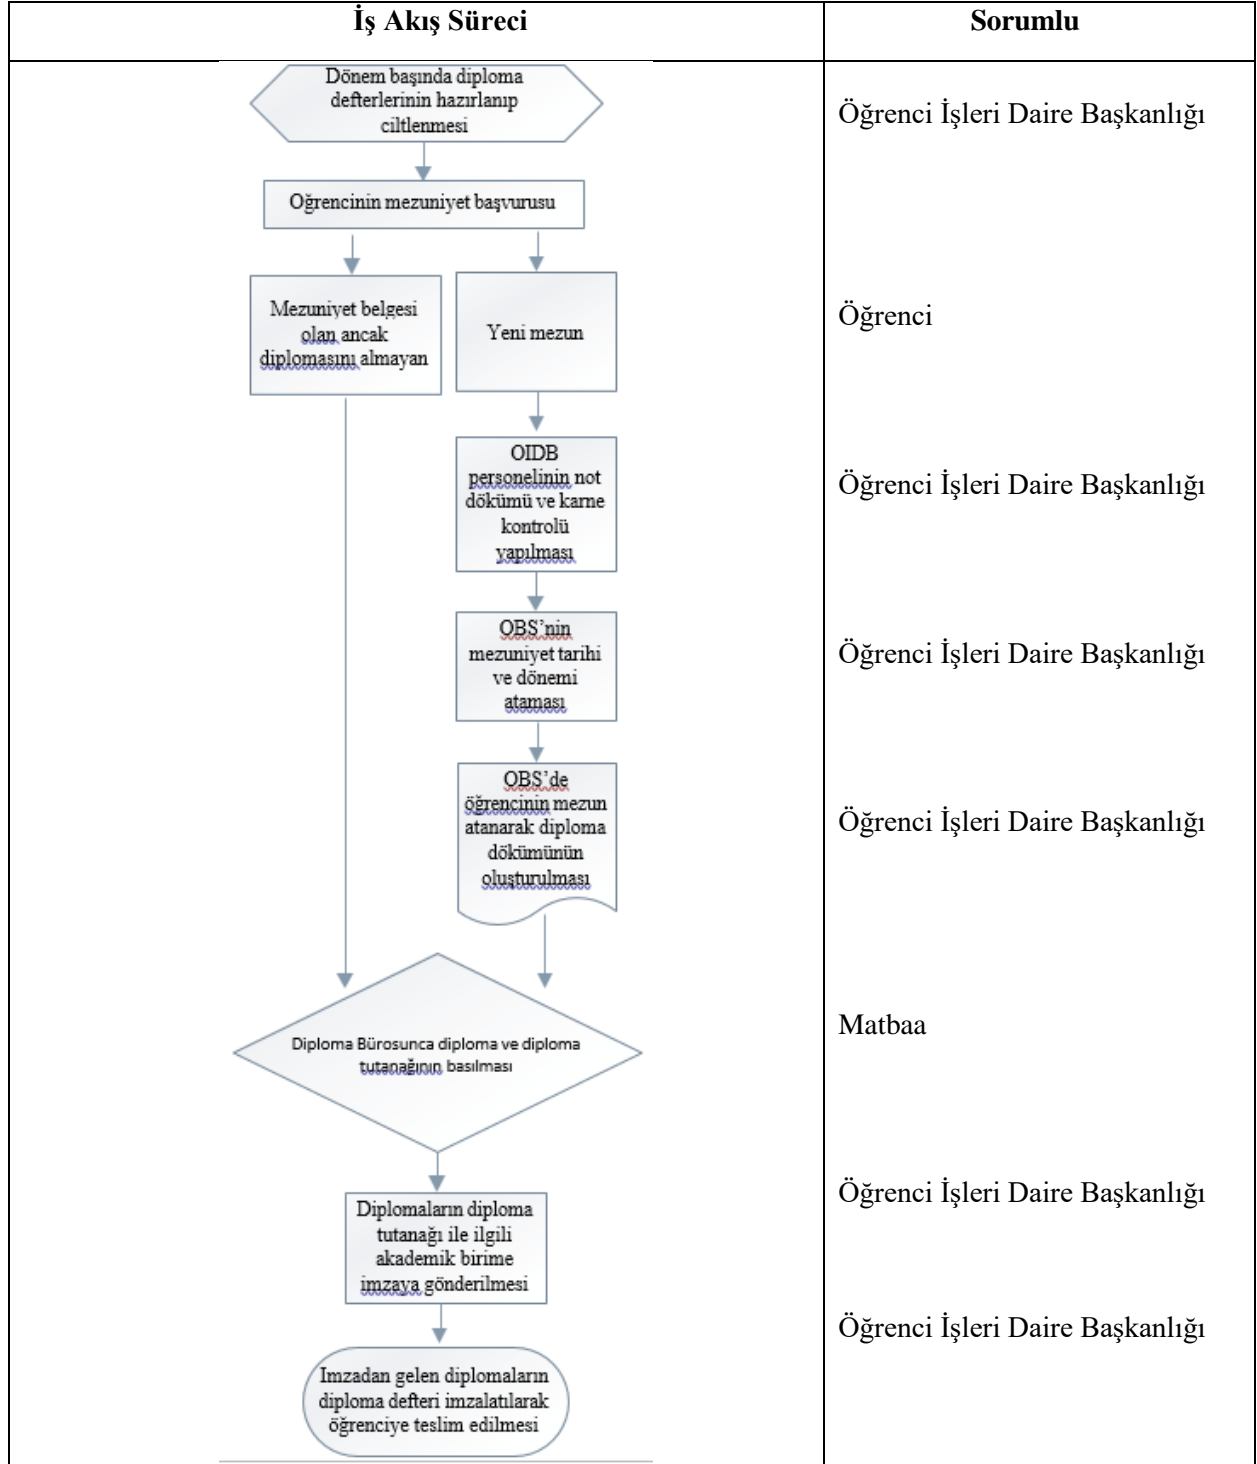 İş Akış Süreci
Sorumlu
Dönem başında diploma
defterlerinin hazırlanıp
ciltlenmesi
Öğrenci İşleri Daire Başkanlığı
Oğrencinin mezuniyet başvurusu
Mezuniyet belgesi
olan ancak
diplomasını almayan
Yeni mezun
Öğrenci
OIDB
personelinin not
dökümü ve karne
kontrolü
yapılması
Öğrenci İşleri Daire Başkanlığı
OBS’nin
mezuniyet tarihi
ve dönemi
ataması
Öğrenci İşleri Daire Başkanlığı
OBS’de
öğrencinin mezun
atanarak diploma
dökümünün
oluşturulması
Öğrenci İşleri Daire Başkanlığı
Diploma Bürosunca diploma ve diploma
tutanağının basılması
Matbaa
Diplomaların diploma
tutanağı ile ilgili
akademik birime
imzaya gönderilmesi
Öğrenci İşleri Daire Başkanlığı
Imzadan gelen diplomaların
diploma defteri imzalatılarak
öğrenciye teslim edilmesi
Öğrenci İşleri Daire Başkanlığı